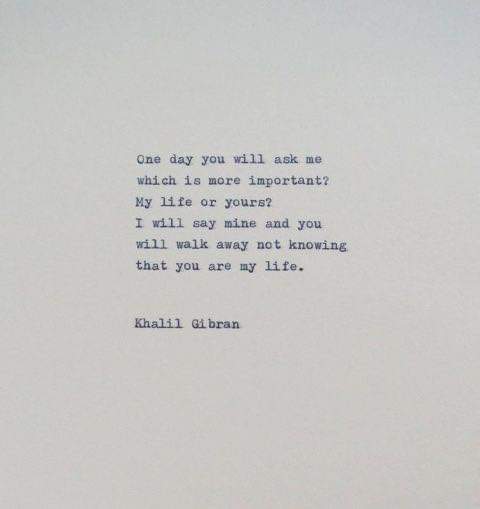 One day you will ask me
which is more important?
My life or yours?
I will say mine and you
will walk away not knowing
that you are my life.
Khalil Gibran